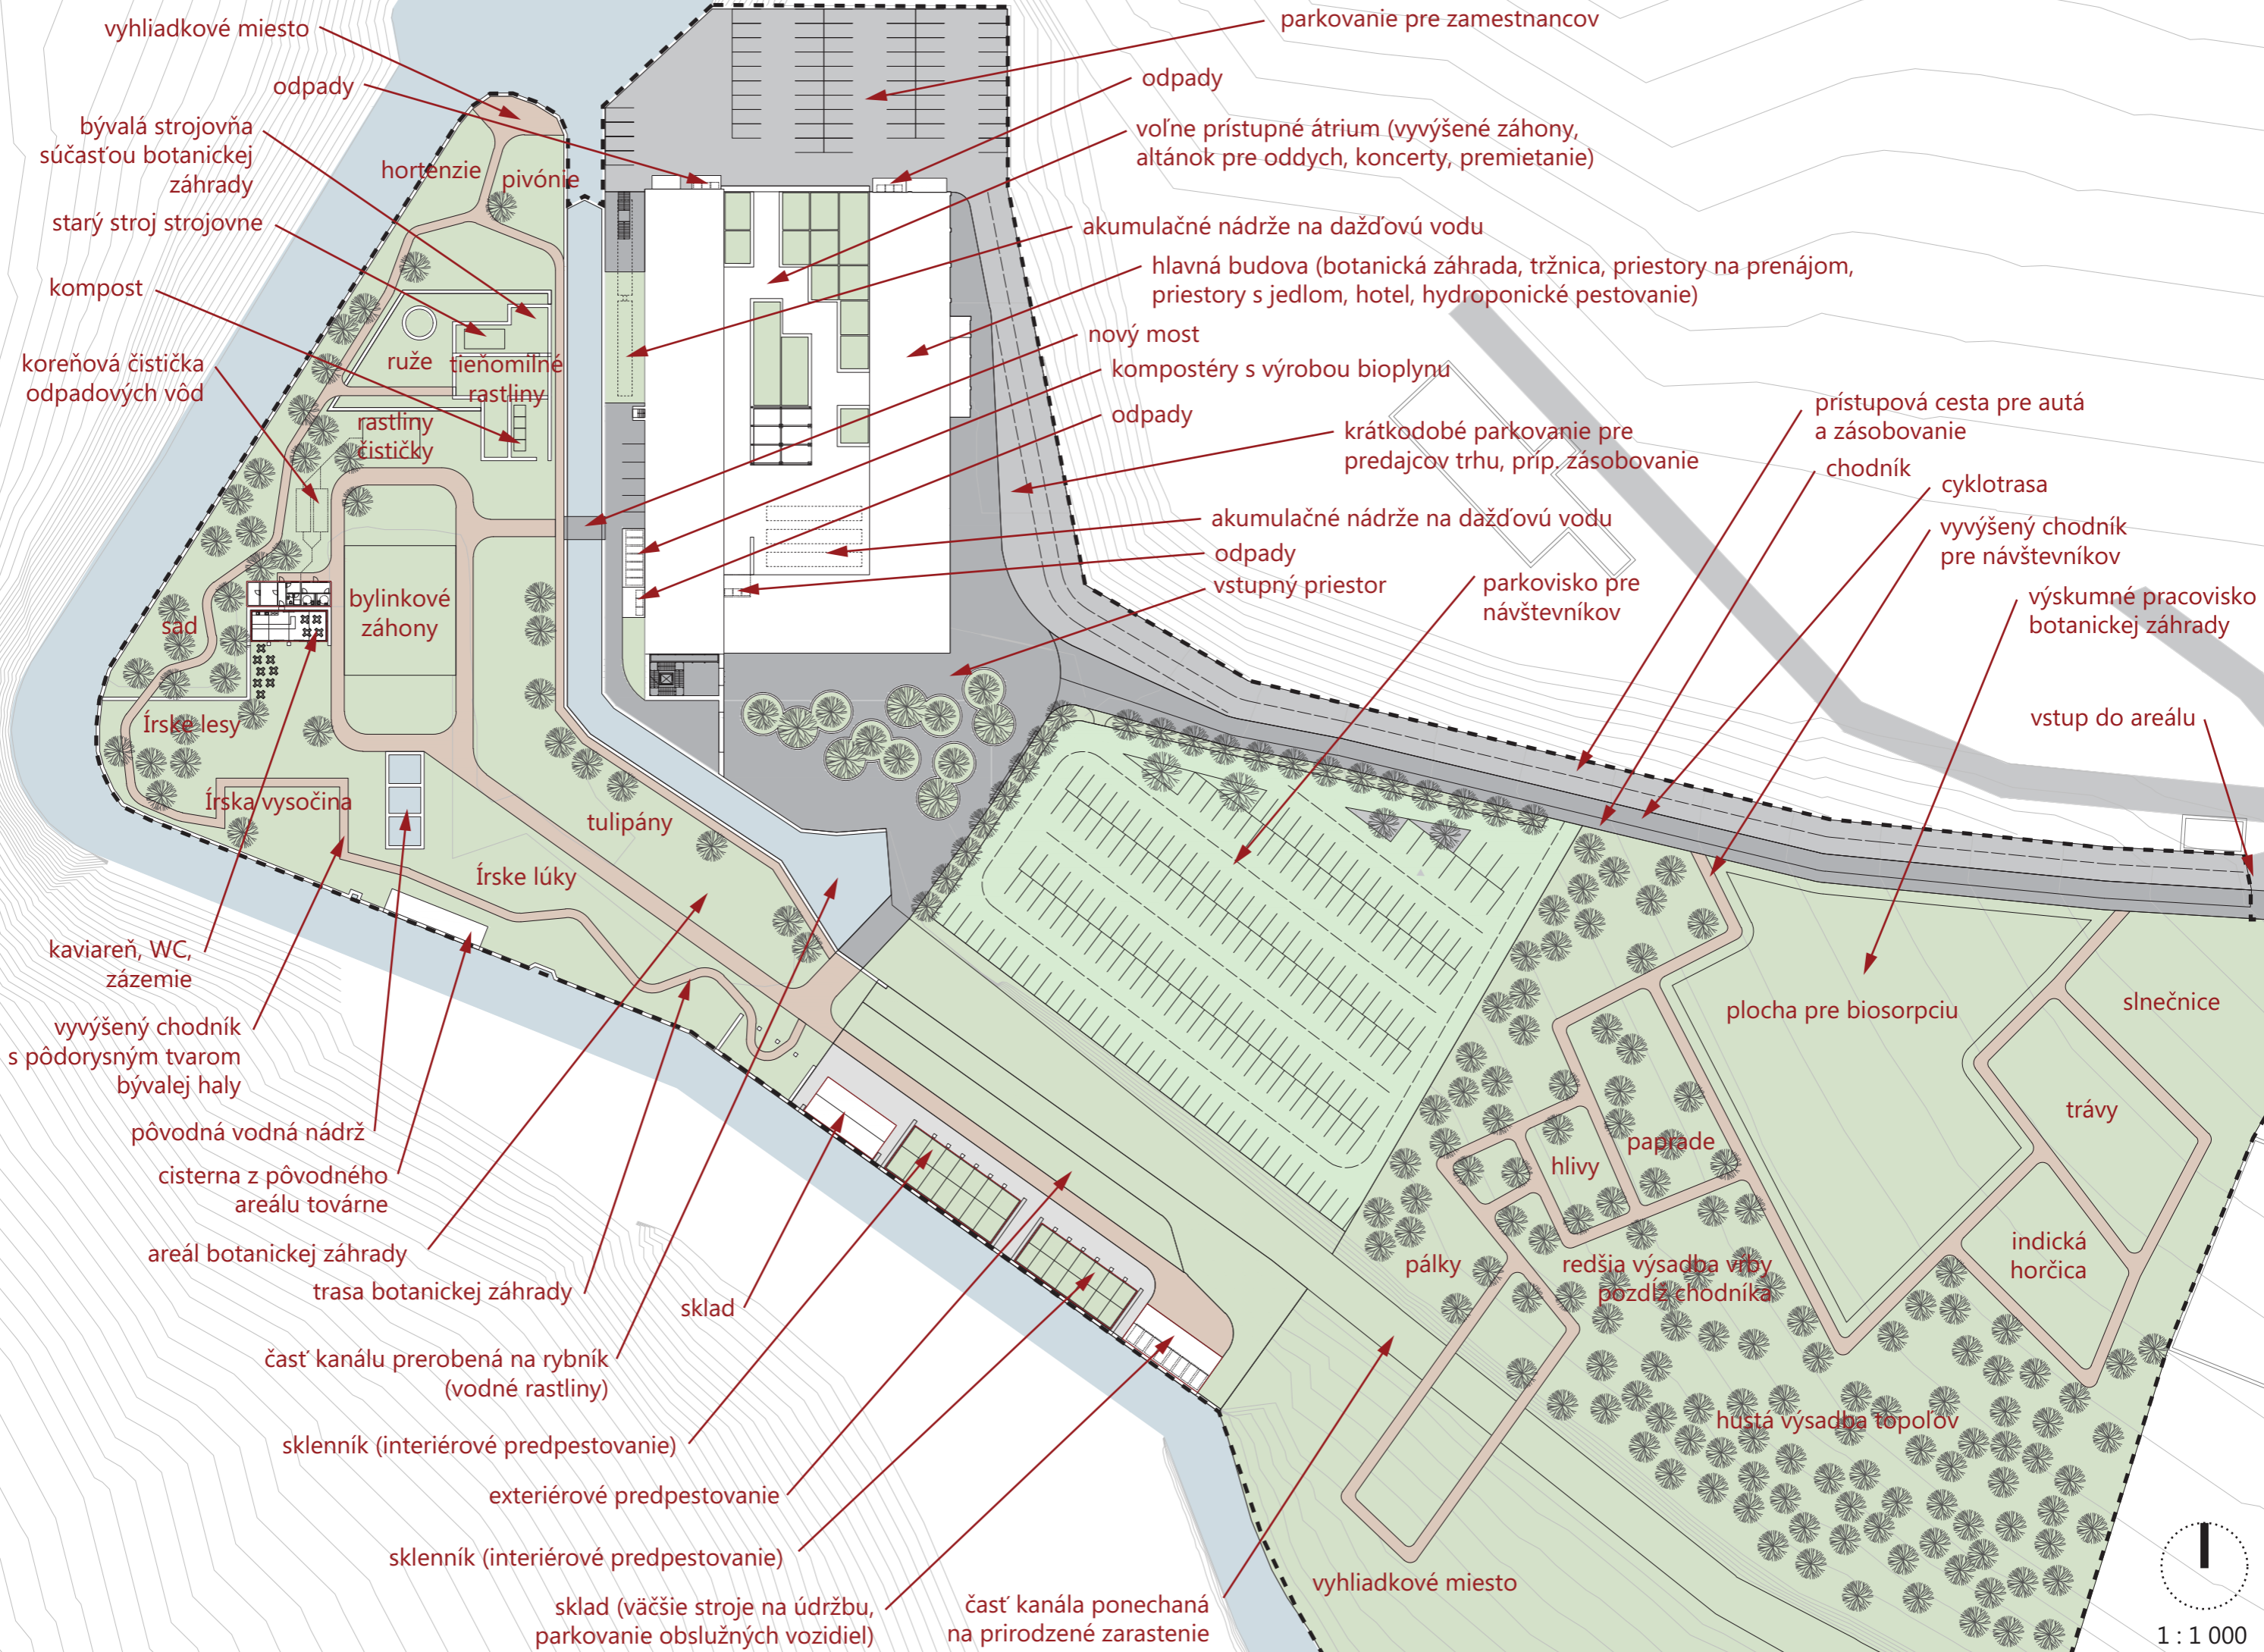 vyhliadkové miesto
odpady
bývalá strojovňa
súčasťou botanickej
záhrady
starý stroj strojovne
kompost
koreňová čistička
odpadových vôd
hortenzie
pivónie
ruže
tieňomilné
rastliny
rastliny
čističky
bylinkové
záhony
sad
Írske lesy
Írska vysočina
tulipány
Írske lúky
parkovanie pre zamestnancov
odpady
voľne prístupné átrium (vyvýšené záhony,
altánok pre oddych, koncerty, premietanie)
akumulačné nádrže na dažďovú vodu
hlavná budova (botanická záhrada, tržnica, priestory na prenájom,
priestory s jedlom, hotel, hydroponické pestovanie)
nový most
kompostéry s výrobou bioplynu
odpady
krátkodobé parkovanie pre
predajcov trhu, príp. zásobovanie
akumulačné nádrže na dažďovú vodu
odpady
vstupný priestor
parkovisko pre
návštevníkov
prístupová cesta pre autá
a zásobovanie
chodník
cyklotrasa
vyvýšený chodník
pre návštevníkov
výskumné pracovisko
botanickej záhrady
vstup do areálu
plocha pre biosorpciu
slnečnice
trávy
indická
horčica
paprade
hlivy
pálky
redšia výsadba vŕby
pozdĺž chodníka
hustá výsadba topoľov
kaviareň, WC,
zázemie
vyvýšený chodník
s pôdorysným tvarom
bývalej haly
pôvodná vodná nádrž
cisterna z pôvodného
areálu továrne
areál botanickej záhrady
trasa botanickej záhrady
sklad
časť kanálu prerobená na rybník
(vodné rastliny)
sklenník (interiérové predpestovanie)
exteriérové predpestovanie
sklenník (interiérové predpestovanie)
sklad (väčšie stroje na údržbu,
parkovanie obslužných vozidiel)
časť kanála ponechaná
na prirodzené zarastenie
vyhliadkové miesto
1 : 1 000